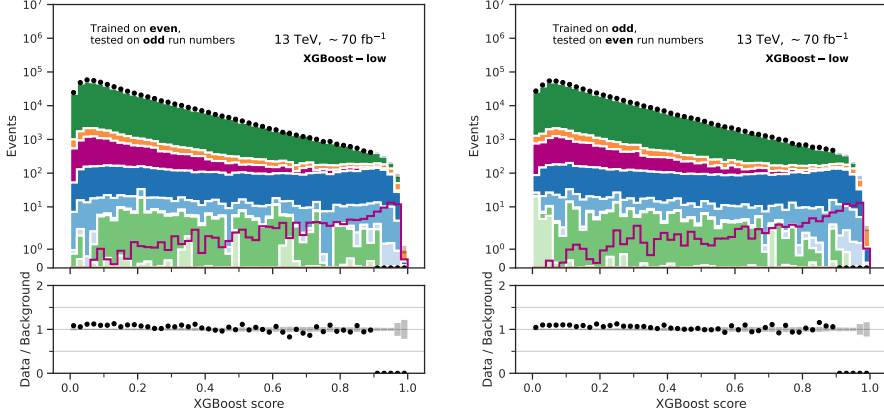 10⁷
10⁶
10⁵
10⁴
10³
10²
10¹
10⁰
0
Events
Trained on even,
tested on odd run numbers
13 TeV, ~ 70 fb⁻¹
XGBoost − low
2
1
0
Data / Background
0.0 0.2 0.4 0.6 0.8 1.0
XGBoost score
10⁷
10⁶
10⁵
10⁴
10³
10²
10¹
10⁰
0
Events
Trained on odd,
tested on even run numbers
13 TeV, ~ 70 fb⁻¹
XGBoost − low
2
1
0
Data / Background
0.0 0.2 0.4 0.6 0.8 1.0
XGBoost score